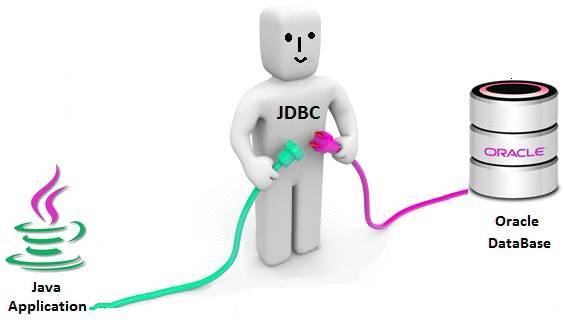 JDBC
ORACLE
Oracle
DataBase
Java
Application